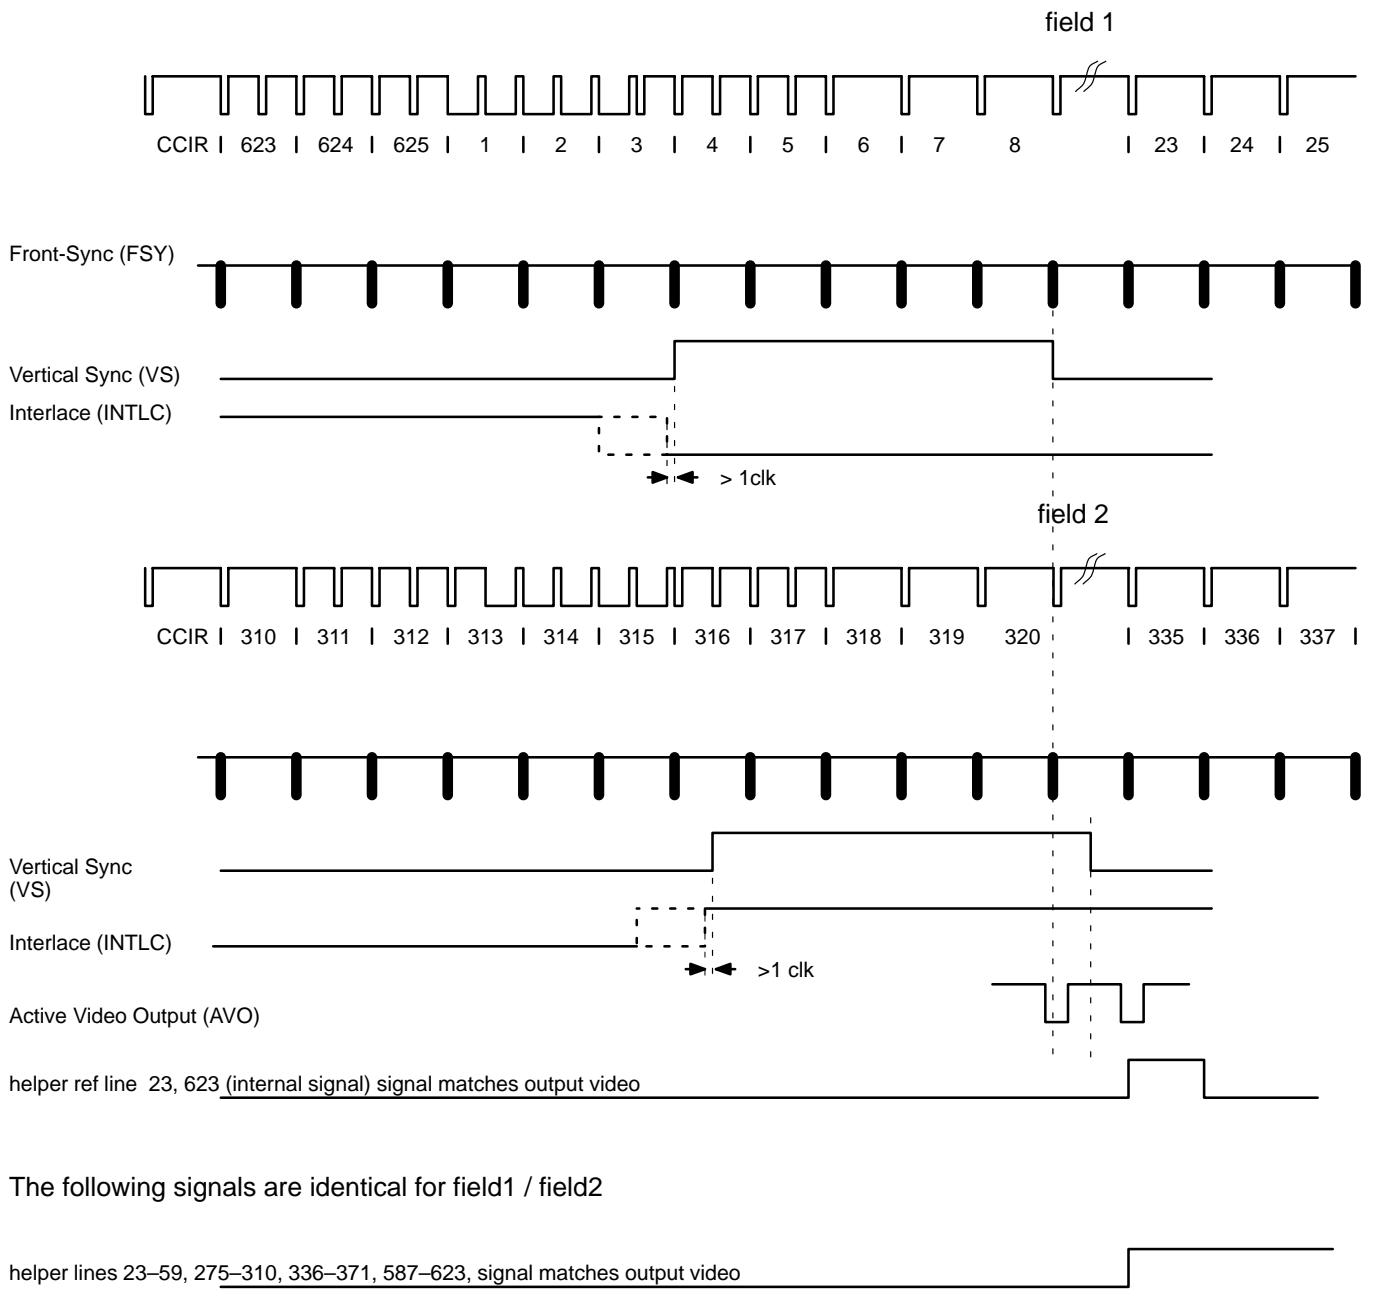 field 1
CCIR 623 624 625 1 2 3 4 5 6 7 8 23 24 25
Front-Sync (FSY)
Vertical Sync (VS)
Interlace (INTLC)
> 1clk
field 2
CCIR 310 311 312 313 314 315 316 317 318 319 320 335 336 337
Vertical Sync
(VS)
Interlace (INTLC)
>1 clk
Active Video Output (AVO)
helper ref line 23, 623 (internal signal) signal matches output video
The following signals are identical for field1 / field2
helper lines 23–59, 275–310, 336–371, 587–623, signal matches output video